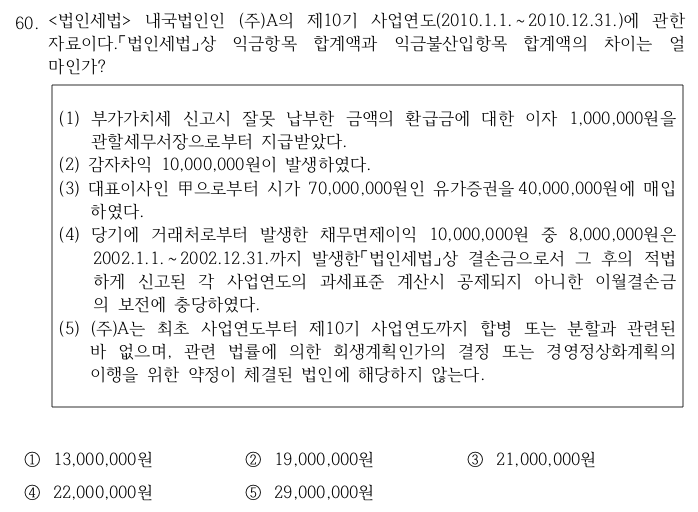 60. <법인세법> 내국법인인 (주)A의 제10기 사업연도(2010.1.1.~2010.12.31.)에 관한
자료이다.「법인세법」상 익금항목 합계액과 익금불산입항목 합계액의 차이는 얼
마인가?
(1) 부가가치세 신고시 잘못 납부한 금액의 환급금에 대한 이자 1,000,000원을
관할세무서장으로부터 지급받았다.
(2) 감자차익 10,000,000원이 발생하였다.
(3) 대표이사인 甲으로부터 시가 70,000,000원인 유가증권을 40,000,000원에 매입
하였다.
(4) 당기에 거래처로부터 발생한 채무면제이익 10,000,000원 중 8,000,000원은
2002.1.1.~2002.12.31.까지 발생한「법인세법」상 결손금으로서 그 후의 적법
하게 신고된 각 사업연도의 과세표준 계산시 공제되지 아니한 이월결손금
의 보전에 충당하였다.
(5) (주)A는 최초 사업연도부터 제10기 사업연도까지 합병 또는 분할과 관련된
바 없으며, 관련 법률에 의한 회생계획인가의 결정 또는 경영정상화계획의
이행을 위한 약정이 체결된 법인에 해당하지 않는다.
① 13,000,000원 ② 19,000,000원 ③ 21,000,000원
④ 22,000,000원 ⑤ 29,000,000원